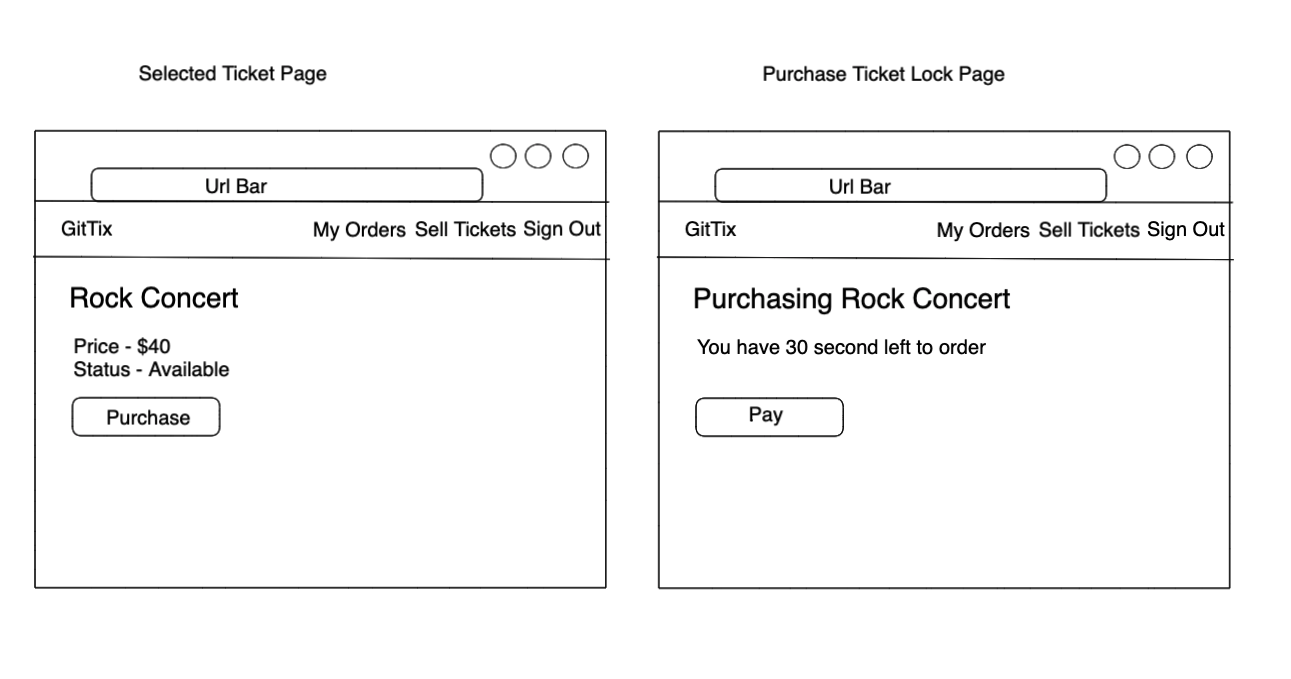 Selected Ticket Page
Url Bar
GitTix My Orders Sell Tickets Sign Out
Rock Concert
Price - $40
Status - Available
Purchase
Purchase Ticket Lock Page
Url Bar
GitTix My Orders Sell Tickets Sign Out
Purchasing Rock Concert
You have 30 second left to order
Pay